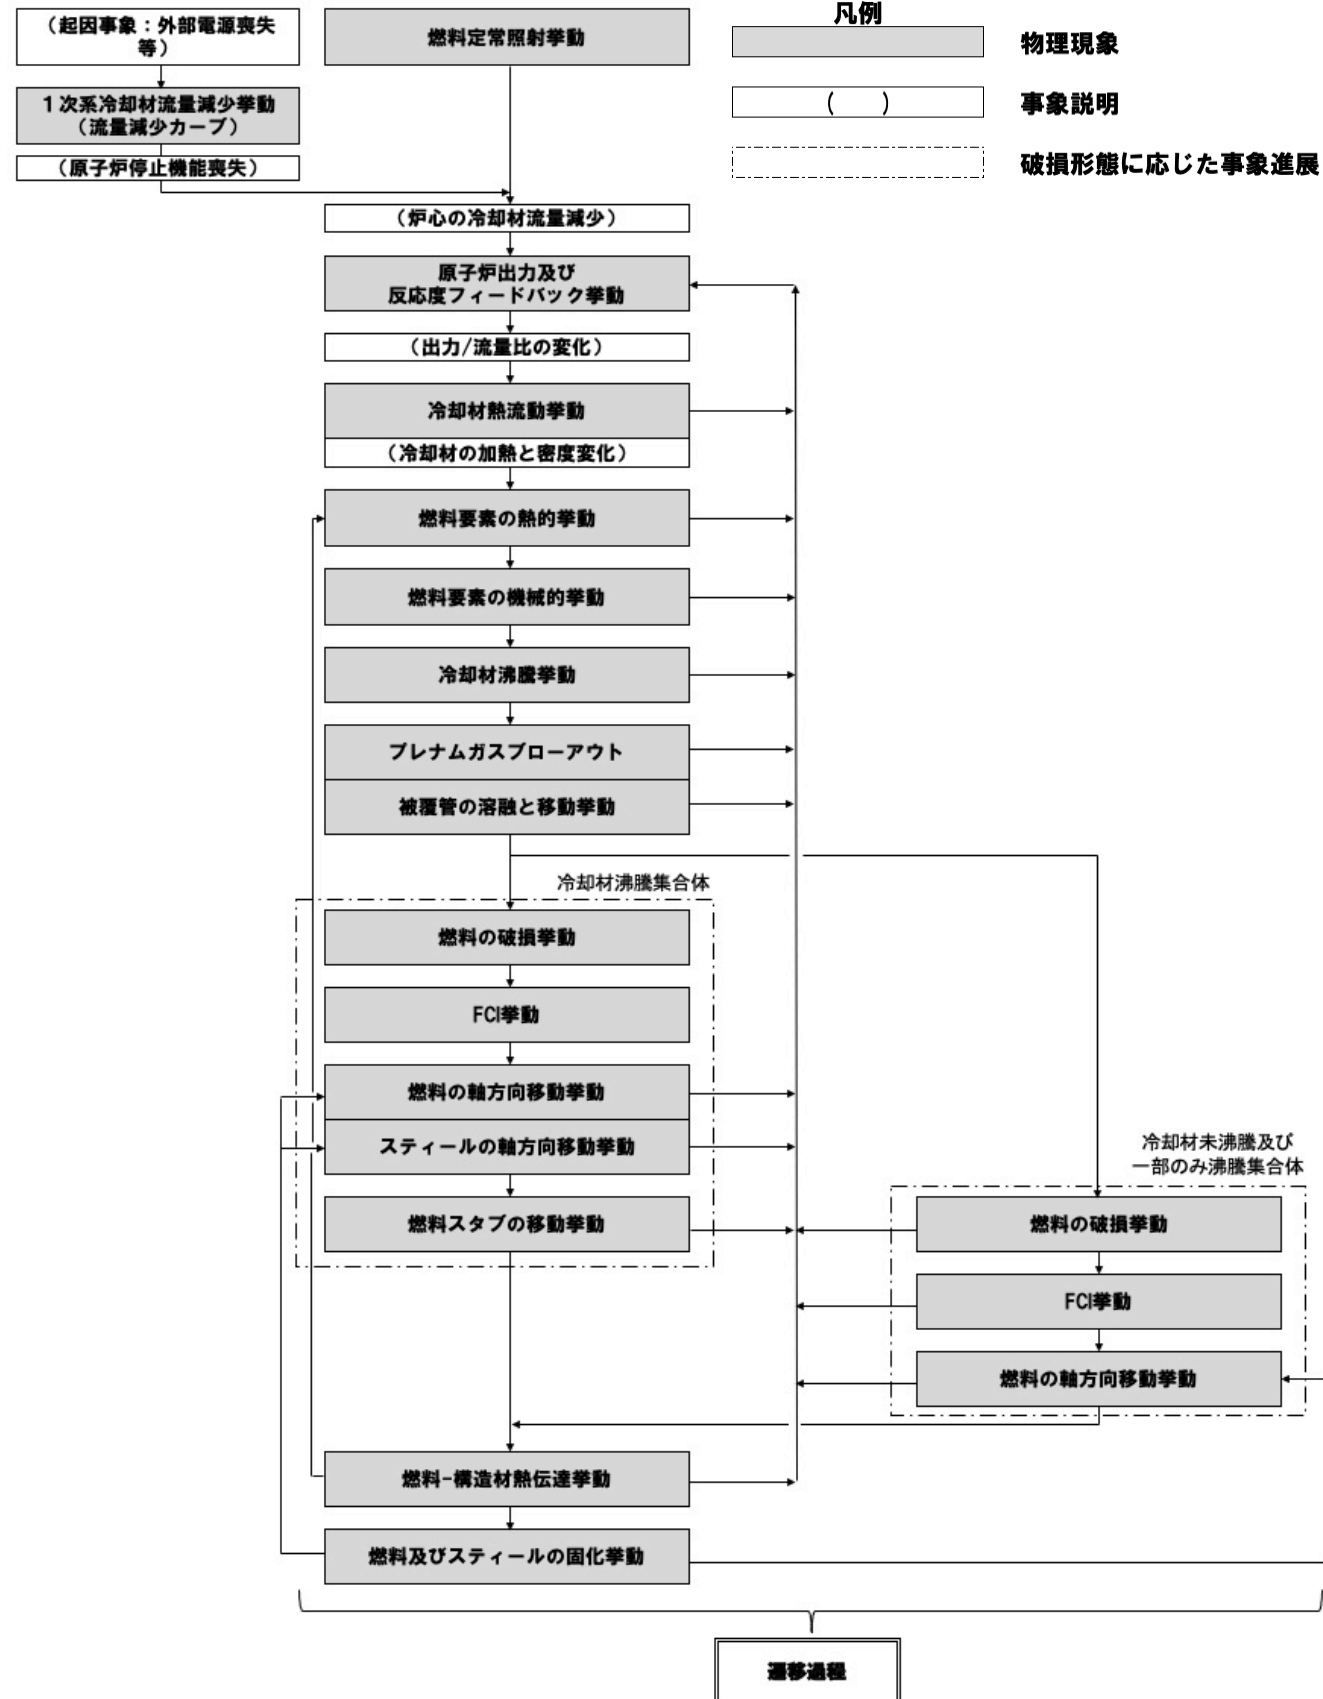 (起因事象：外部電源喪失
等)
燃料定常照射挙動
凡例
物理現象
１次系冷却材流量減少挙動
(流量減少カーブ)
(　　)
事象説明
(原子炉停止機能喪失)
破損形態に応じた事象進展
(炉心の冷却材流量減少)
原子炉出力及び
反応度フィードバック挙動
(出力/流量比の変化)
冷却材熱流動挙動
(冷却材の加熱と密度変化)
燃料要素の熱的挙動
燃料要素の機械的挙動
冷却材沸騰挙動
プレナムガスブローアウト
被覆管の溶融と移動挙動
冷却材沸騰集合体
燃料の破損挙動
FCI挙動
燃料の軸方向移動挙動
スティールの軸方向移動挙動
燃料スタブの移動挙動
冷却材未沸騰及び
一部のみ沸騰集合体
燃料の破損挙動
FCI挙動
燃料の軸方向移動挙動
燃料-構造材熱伝達挙動
燃料及びスティールの固化挙動
遷移過程